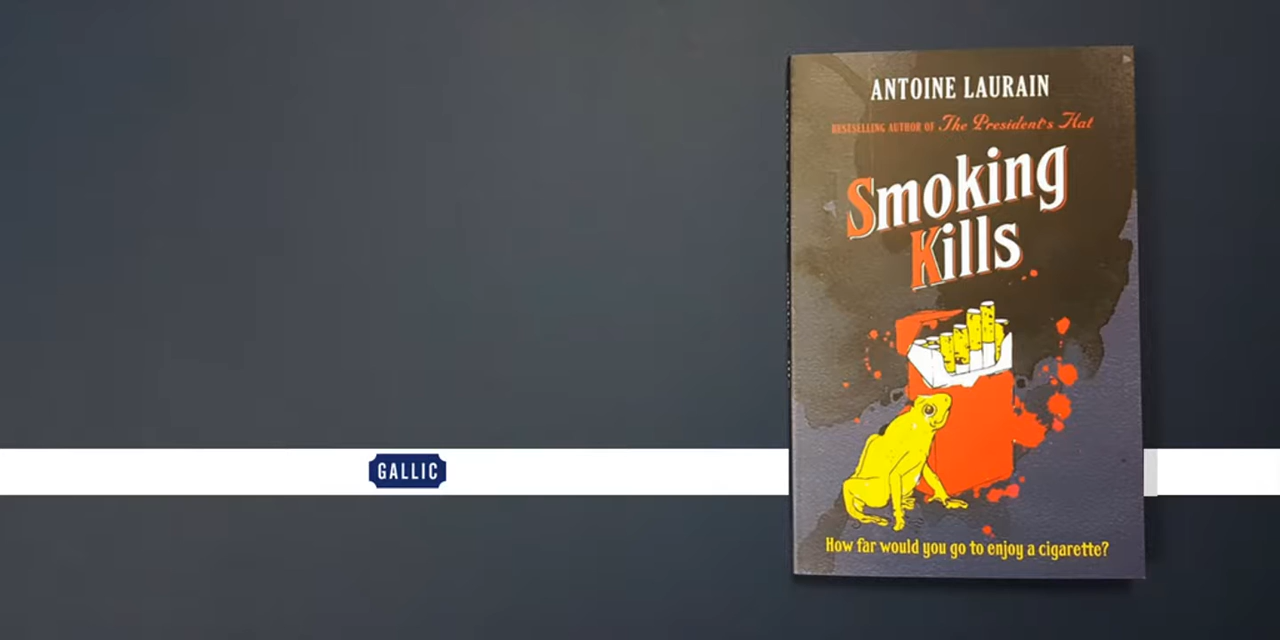 ANTOINE LAURAIN
BESTSELLING AUTHOR OF The President's Hat
Smoking
Kills
GALLIC
How far would you go to enjoy a cigarette?